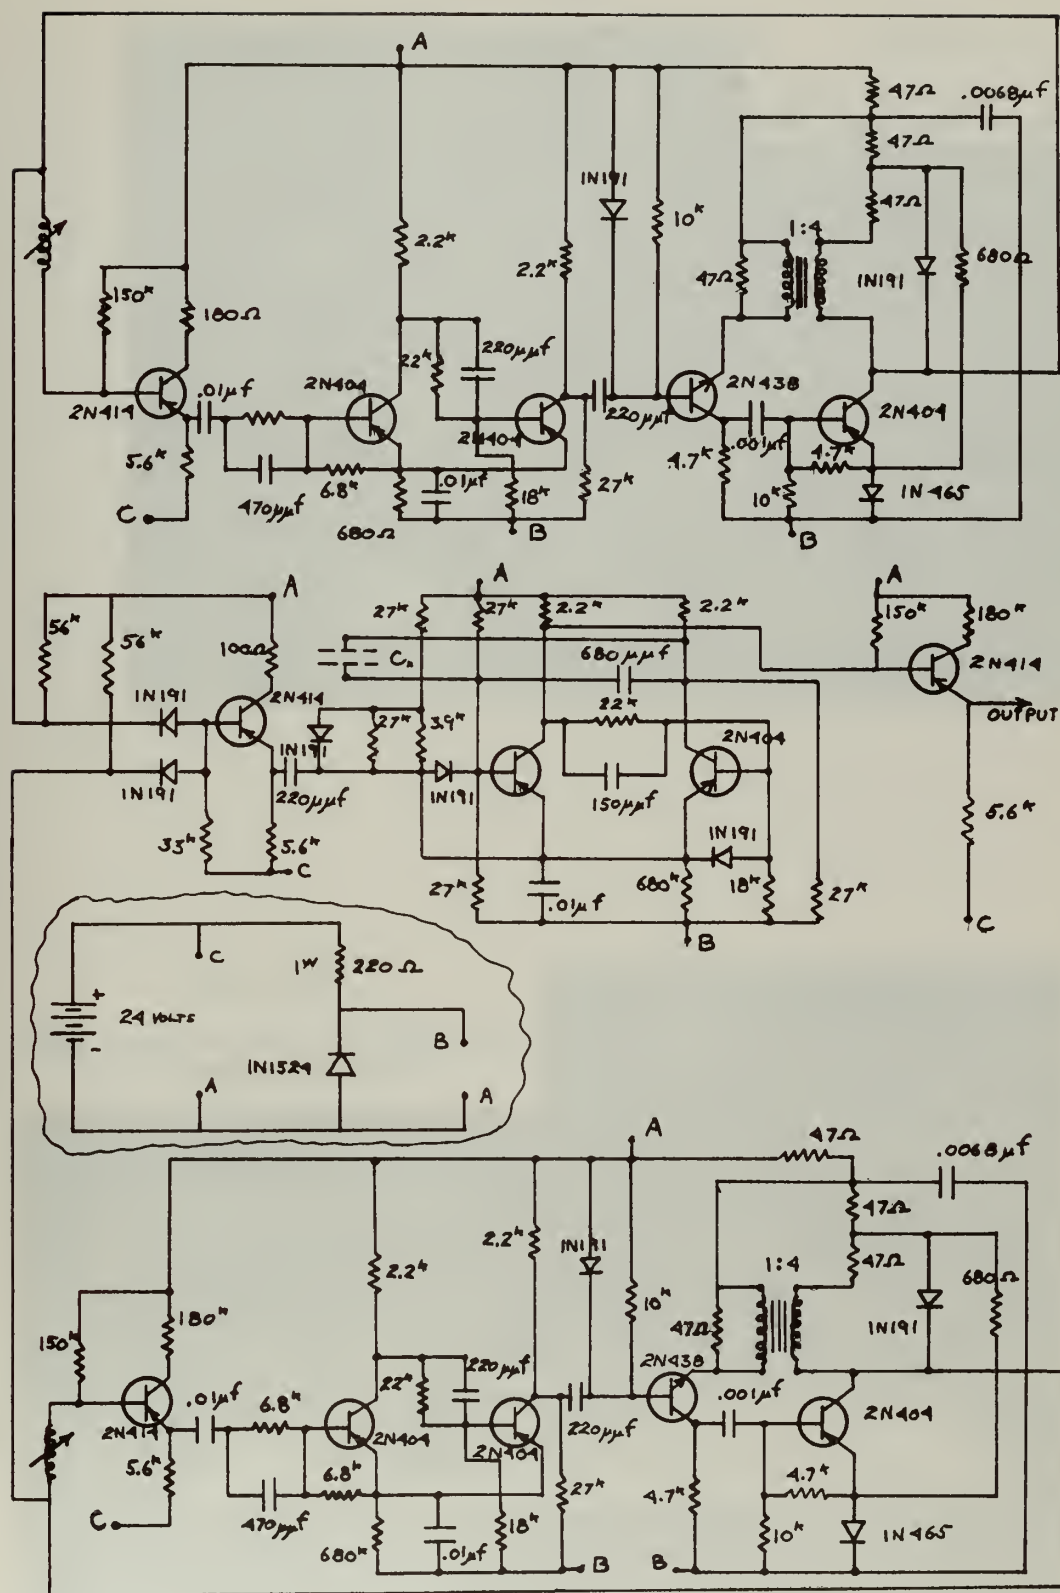 A
47Ω
.0068μf
47Ω
1N191
47Ω
10ᴷ
1:4
2.2ᴷ
2.2ᴷ
680Ω
47Ω
1N191
150ᴷ
180Ω
22ᴷ
220μμf
.01μf
2N404
2N438
2N414
2N404
220μμf
2N404
.001μf
5.6ᴷ
4.7ᴷ
4.7ᴷ
470μμf
6.8ᴷ
.01μf
18ᴷ
27ᴷ
10ᴷ
1N465
C
680Ω
B
B
A
A
A
56ᴷ
56ᴷ
27ᴷ
27ᴷ
2.2ᴷ
2.2ᴷ
150ᴷ
180ᴷ
100Ω
680μμf
2N414
1N191
2N414
22ᴷ
OUTPUT
27ᴷ
3.9ᴷ
2N404
1N191
1N191
220μμf
1N191
150μμf
33ᴷ
5.6ᴷ
1N191
5.6ᴷ
C
27ᴷ
.01μf
680ᴷ
18ᴷ
27ᴷ
B
C
C
1ᵂ
220Ω
+
24 VOLTS
-
B
1N1524
A
A
A
47Ω
.0068μf
47Ω
2.2ᴷ
1N191
2.2ᴷ
47Ω
1:4
680Ω
10ᴷ
180ᴷ
150ᴷ
47Ω
1N191
220μμf
2N438
22ᴷ
.01μf
6.8ᴷ
.001μf
2N404
2N414
2N404
2N404
220μμf
5.6ᴷ
6.8ᴷ
27ᴷ
4.7ᴷ
4.7ᴷ
C
470μμf
18ᴷ
10ᴷ
1N465
680ᴷ
.01μf
B
B